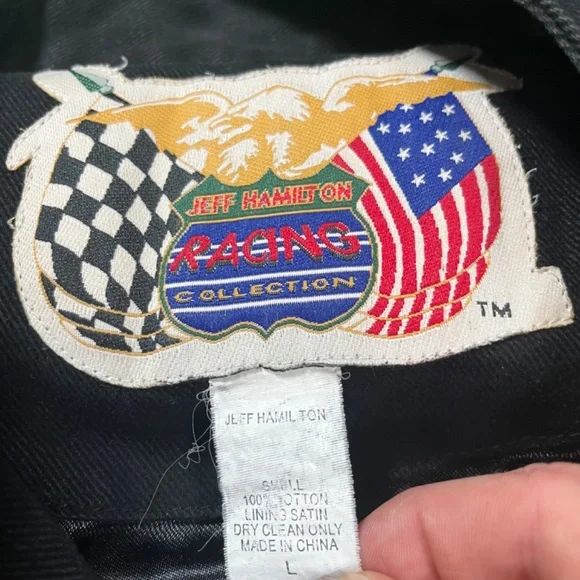 JEFF HAMILTON
RACING
COLLECTION
TM
JEFF HAMILTON
SHELL
100% COTTON
LINING SATIN
DRY CLEAN ONLY
MADE IN CHINA
L